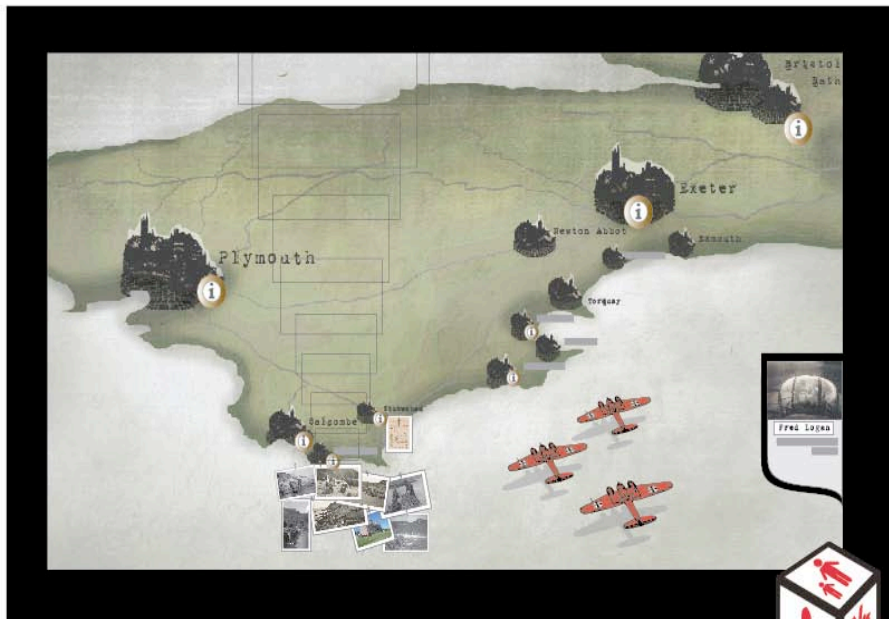 Bristol
Bath
Exeter
Newton Abbot
Exmouth
Plymouth
Torquay
Salcombe
Fred Logan
i
i
i
i
i
i
i
i